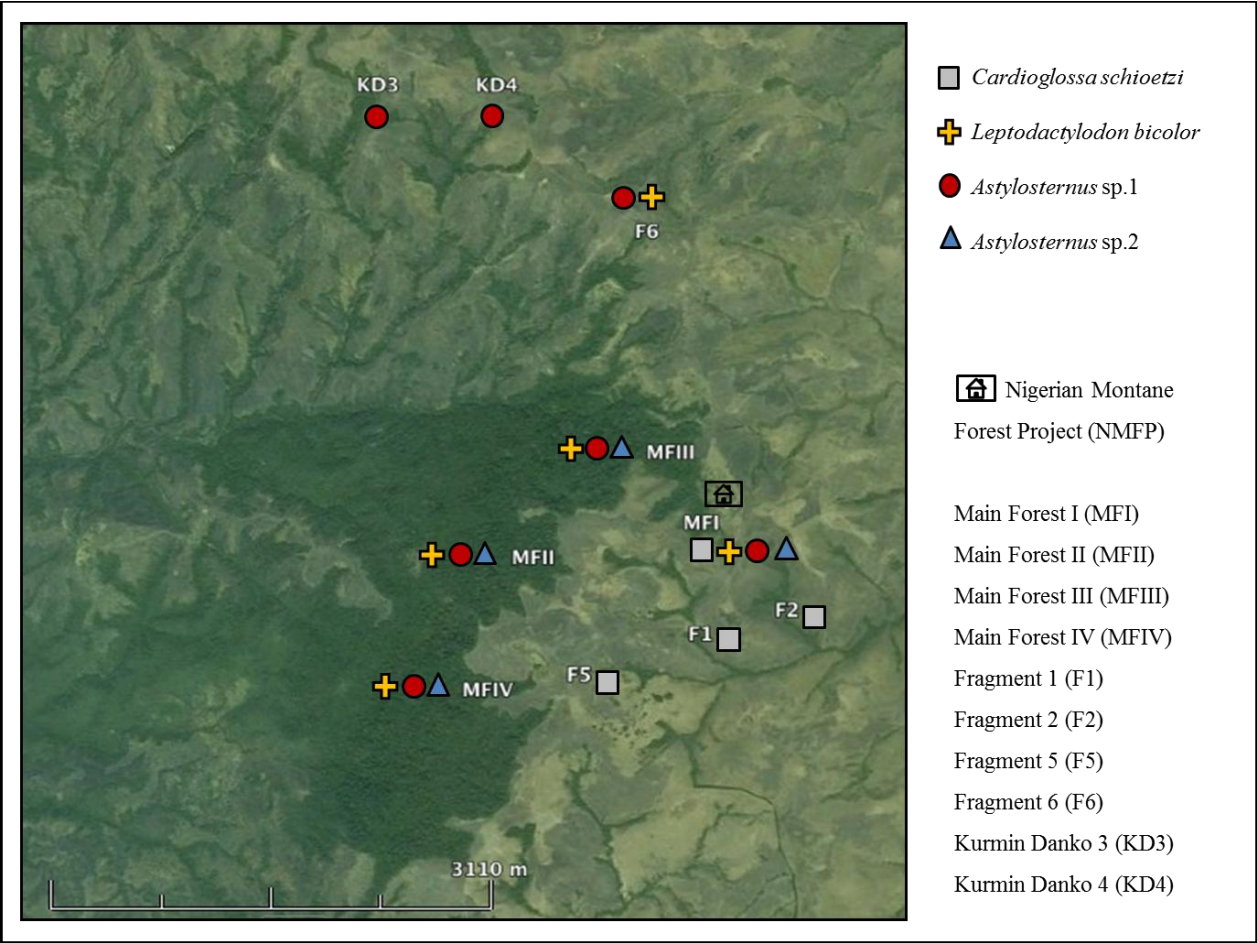 KD3
KD4
F6
MFIII
MFI
MFII
F2
F1
F5
MFIV
3110 m
Cardioglossa schioetzi
Leptodactylodon bicolor
Astylosternus sp.1
Astylosternus sp.2
Nigerian Montane
Forest Project (NMFP)
Main Forest I (MFI)
Main Forest II (MFII)
Main Forest III (MFIII)
Main Forest IV (MFIV)
Fragment 1 (F1)
Fragment 2 (F2)
Fragment 5 (F5)
Fragment 6 (F6)
Kurmin Danko 3 (KD3)
Kurmin Danko 4 (KD4)